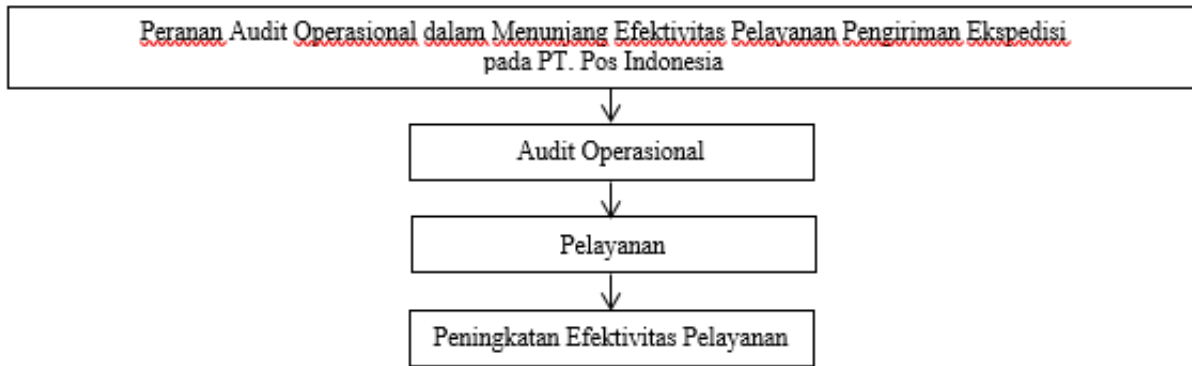 Peranan Audit Operasional dalam Menunjang Efektivitas Pelayanan Pengiriman Ekspedisi
pada PT. Pos Indonesia
Audit Operasional
Pelayanan
Peningkatan Efektivitas Pelayanan